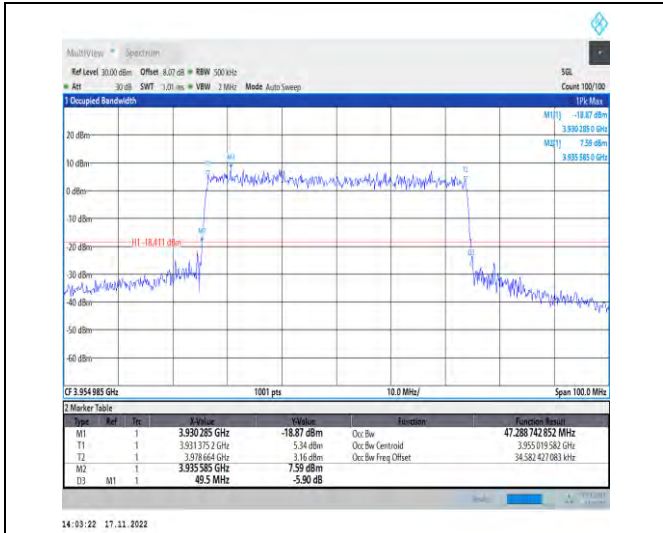 MultiView Spectrum
Ref Level 30.00 dBm Offset 8.07 dB RBW 500 kHz SGL
Att 30 dB SWT 1.01 ms VBW 2 MHz Mode Auto Sweep Count 100/100
1 Occupied Bandwidth 1Pk Max
M1[1] -18.87 dBm
3.930 285 0 GHz
M2[1] 7.59 dBm
3.935 585 0 GHz
20 dBm
10 dBm
0 dBm
-10 dBm
H1 -18.411 dBm
-20 dBm
-30 dBm
-40 dBm
-50 dBm
-60 dBm
M2
T2
M1
D3
CF 3.954 985 GHz 1001 pts 10.0 MHz/ Span 100.0 MHz
2 Marker Table
Type Ref Trc X-Value Y-Value Function Function Result
M1 1 3.930 285 GHz -18.87 dBm Occ Bw 47.288 742 852 MHz
T1 1 3.931 375 2 GHz 5.34 dBm Occ Bw Centroid 3.955 019 582 GHz
T2 1 3.978 664 GHz 3.16 dBm Occ Bw Freq Offset 34.582 427 083 kHz
M2 1 3.935 585 GHz 7.59 dBm
D3 M1 1 49.5 MHz -5.90 dB
14:03:22 17.11.2022